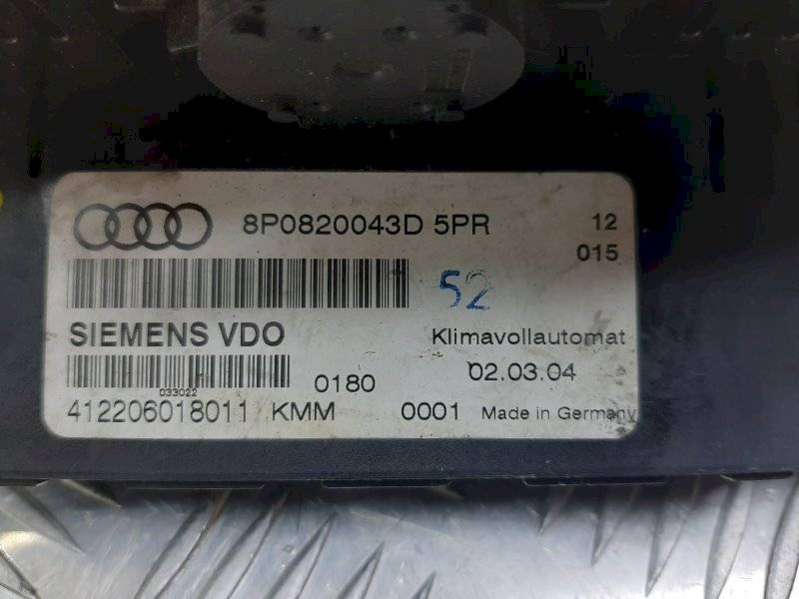 8P0820043D 5PR 12
015
52
SIEMENS VDO Klimavollautomat
033022 0180 02.03.04
412206018011 KMM 0001 Made in Germany